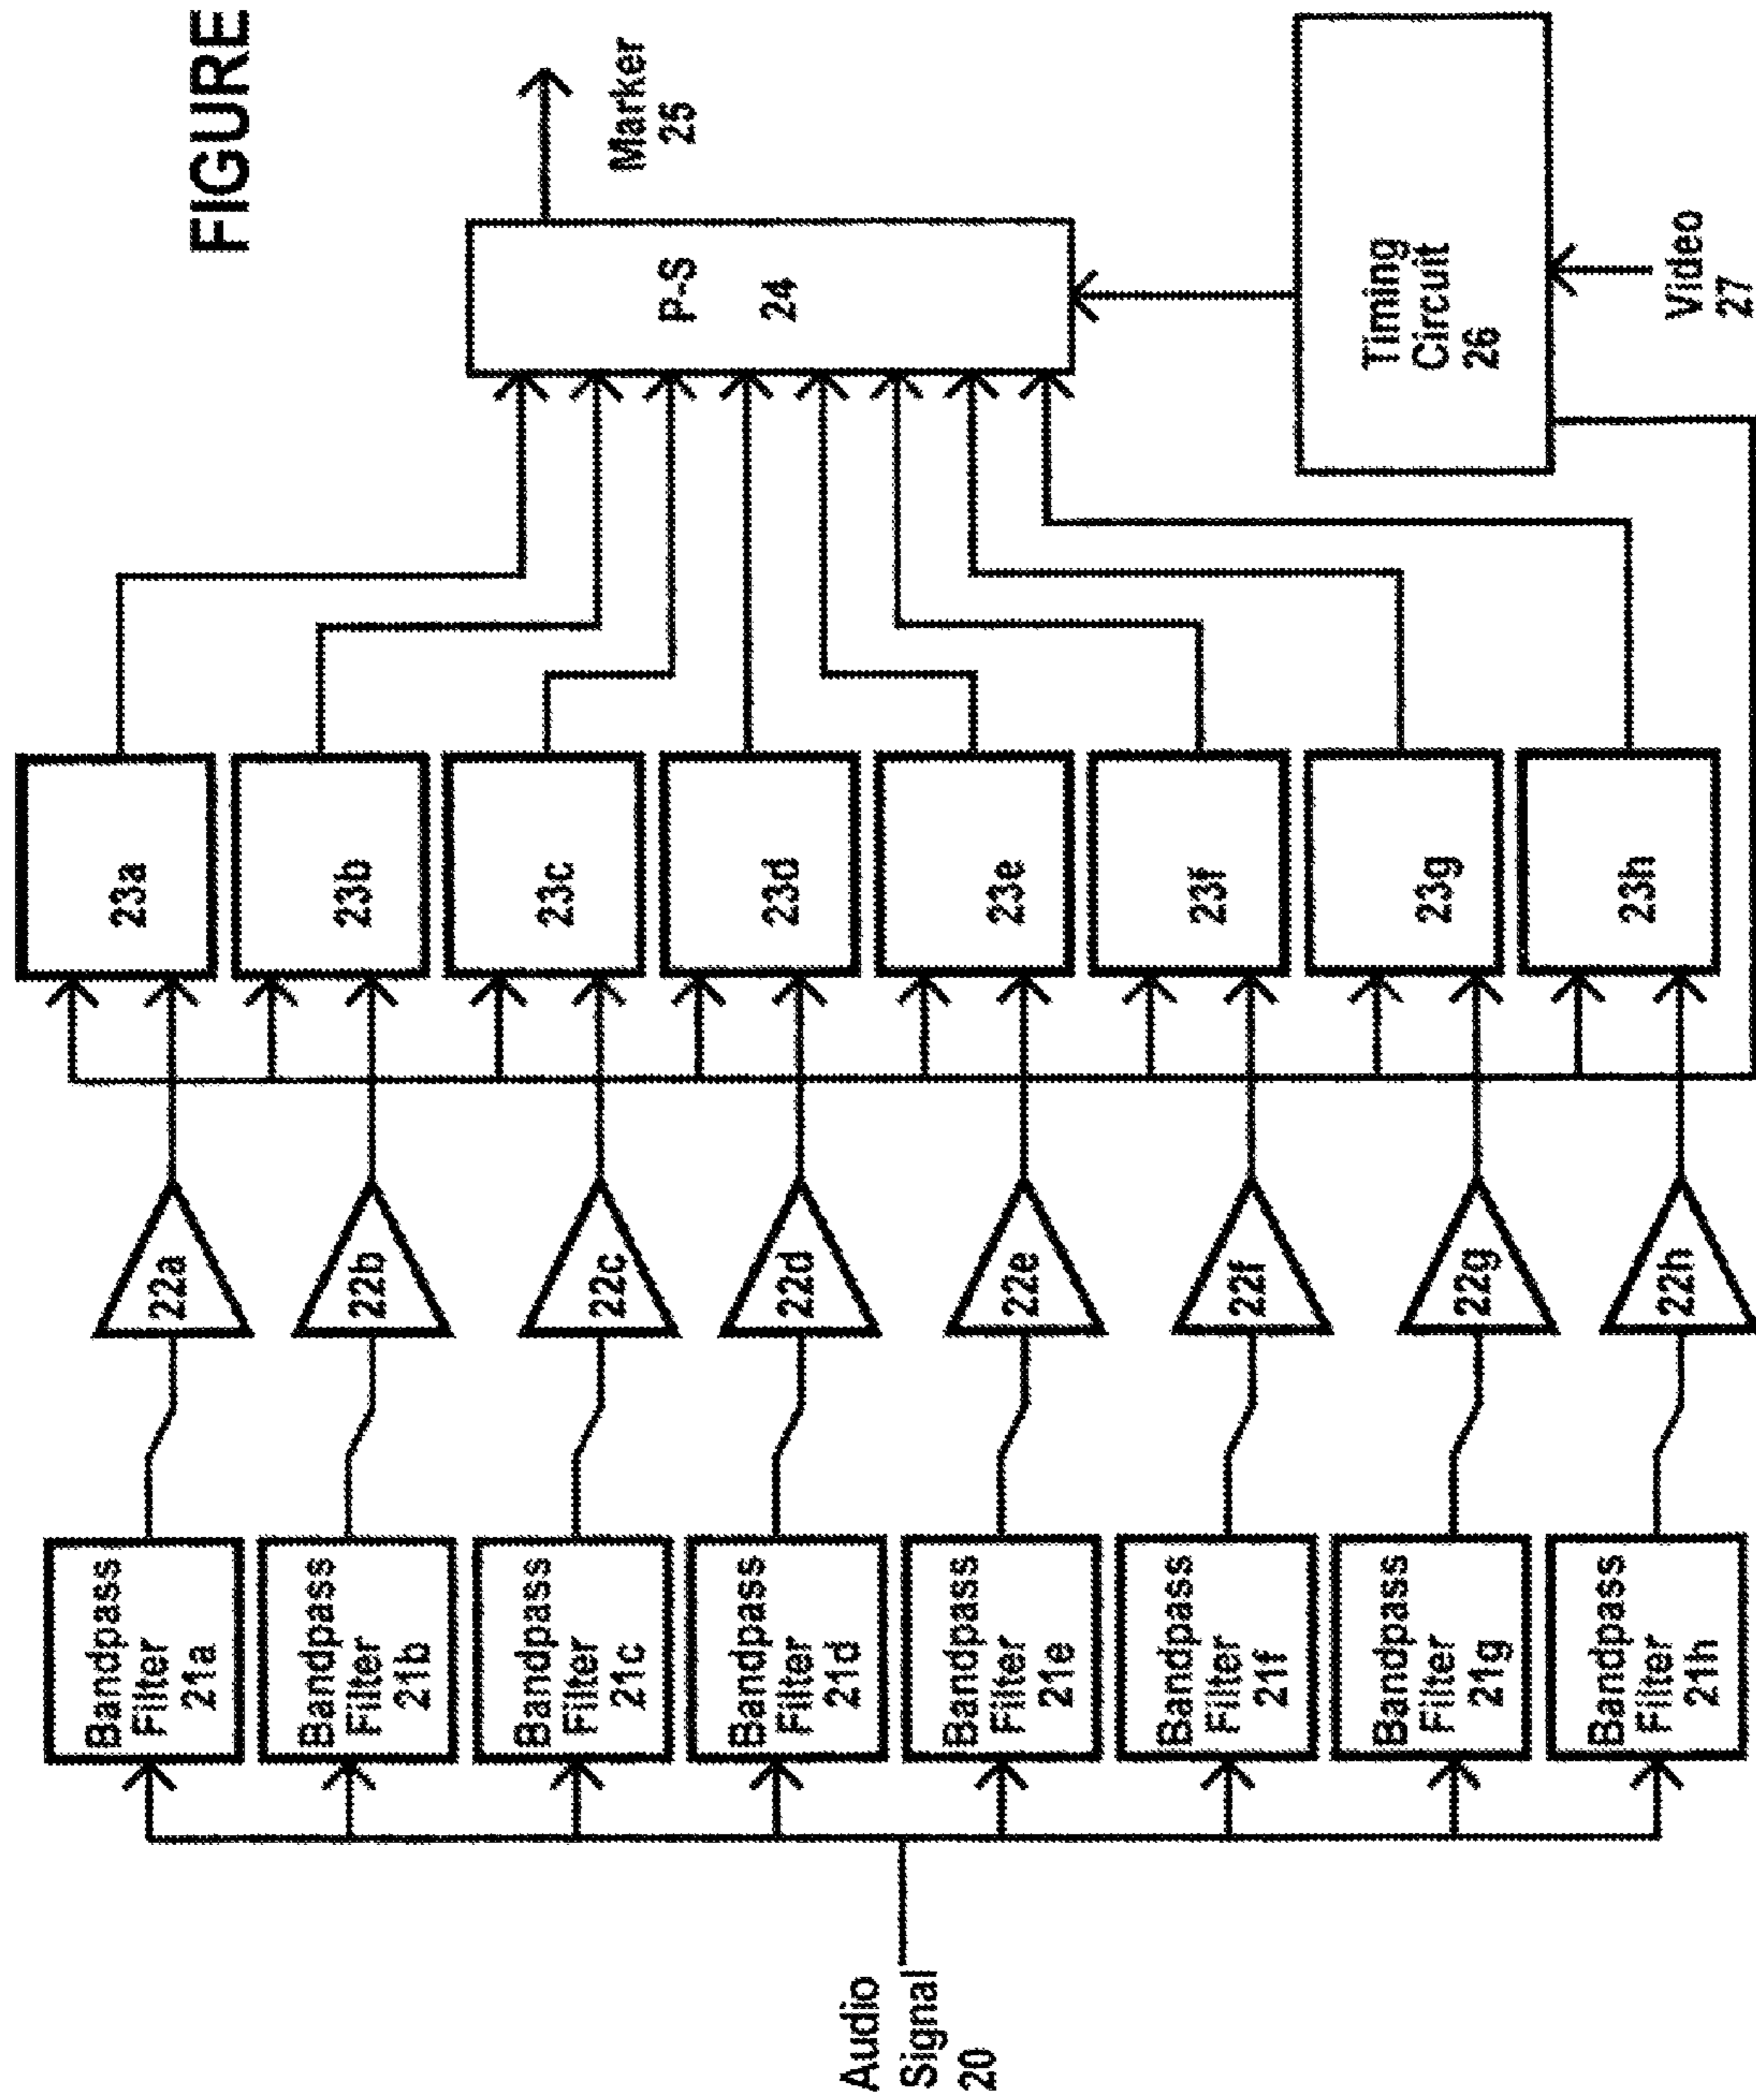 FIGURE
Audio
Signal
20
Bandpass
Filter
21a
Bandpass
Filter
21b
Bandpass
Filter
21c
Bandpass
Filter
21d
Bandpass
Filter
21e
Bandpass
Filter
21f
Bandpass
Filter
21g
Bandpass
Filter
21h
22a
22b
22c
22d
22e
22f
22g
22h
23a
23b
23c
23d
23e
23f
23g
23h
P-S
24
Marker
25
Timing
Circuit
26
Video
27